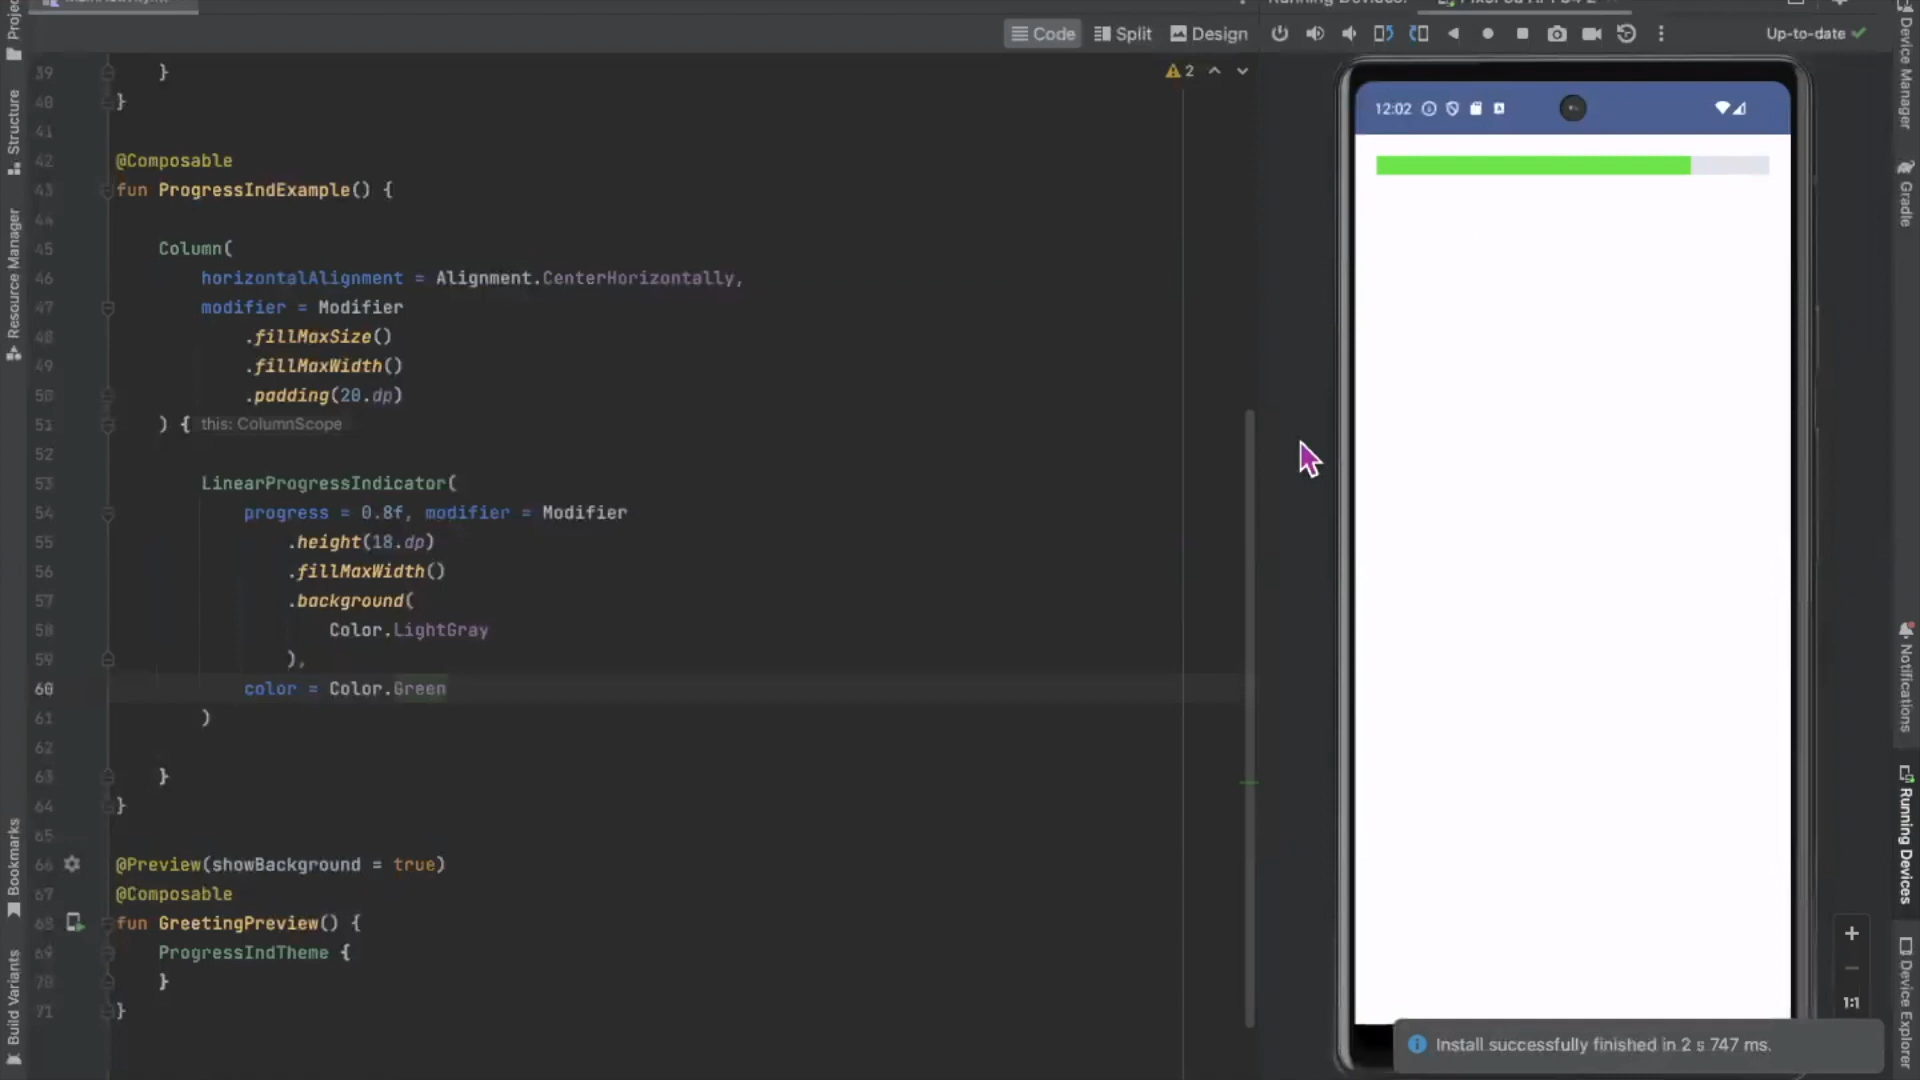 Code
Split
Design
Up-to-date
2
39 }
40 }
41
42 @Composable
43 fun ProgressIndExample() {
44
45 Column(
46 horizontalAlignment = Alignment.CenterHorizontally,
47 modifier = Modifier
48 .fillMaxSize()
49 .fillMaxWidth()
50 .padding(20.dp)
51 ) { this: ColumnScope
52
53 LinearProgressIndicator(
54 progress = 0.8f, modifier = Modifier
55 .height(18.dp)
56 .fillMaxWidth()
57 .background(
58 Color.LightGray
59 ),
60 color = Color.Green
61 )
62
63 }
64 }
65
66 @Preview(showBackground = true)
67 @Composable
68 fun GreetingPreview() {
69 ProgressIndTheme {
70 }
71 }
Structure
Resource Manager
Bookmarks
Build Variants
12:02
Device Manager
Gradle
Notifications
Running Devices
Device Explorer
1:1
Install successfully finished in 2 s 747 ms.